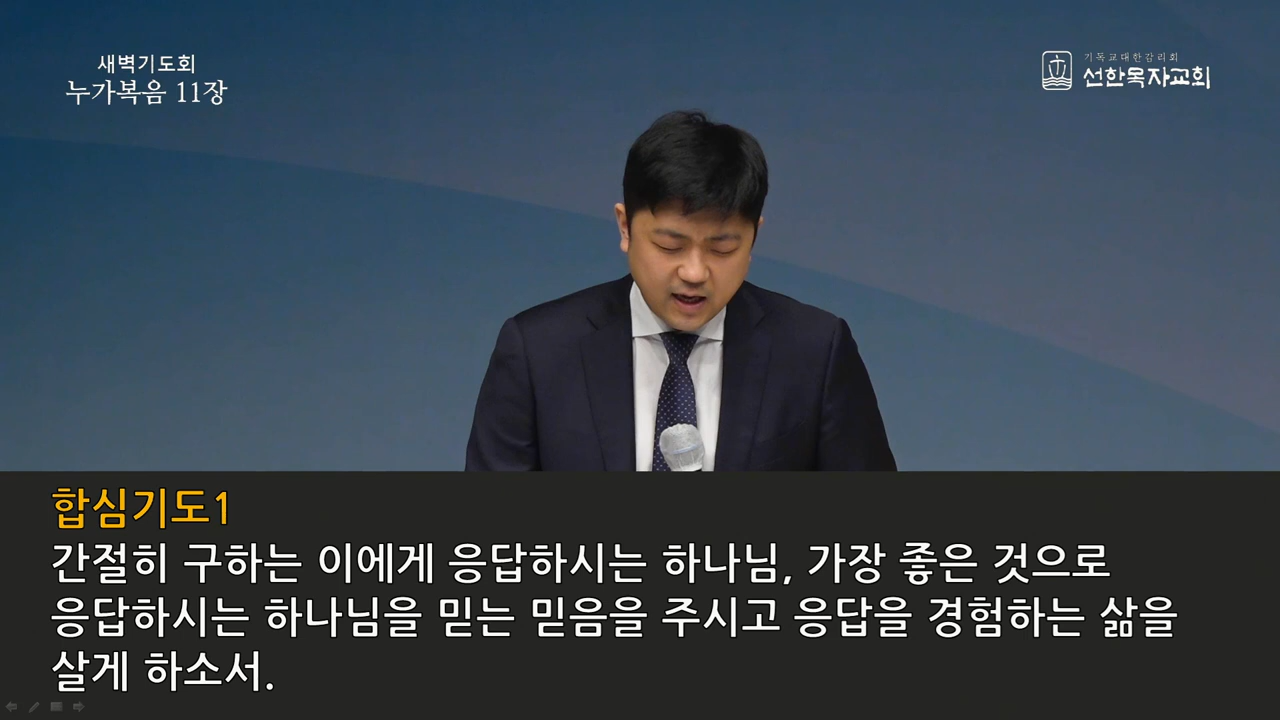 새벽기도회
누가복음 11장
기독교대한감리회
선한목자교회
합심기도1
간절히 구하는 이에게 응답하시는 하나님, 가장 좋은 것으로
응답하시는 하나님을 믿는 믿음을 주시고 응답을 경험하는 삶을
살게 하소서.